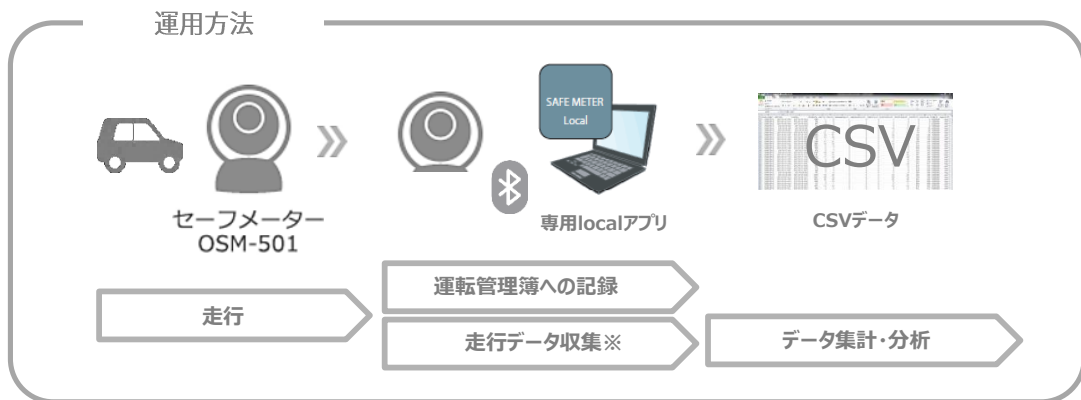 運用方法
SAFE METER
Local
CSV
セーフメーター
OSM-501
専用localアプリ
CSVデータ
走行
運転管理簿への記録
走行データ収集※
データ集計・分析